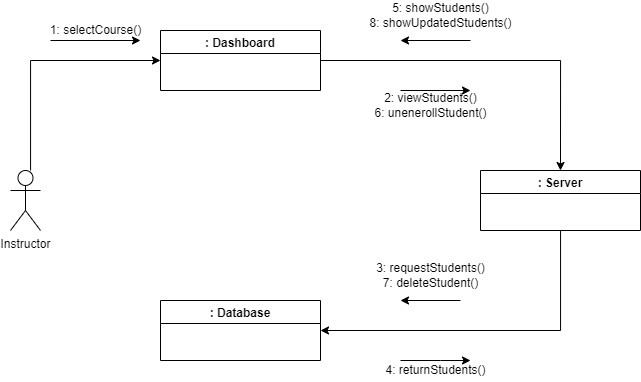 5: showStudents()
8: showUpdatedStudents()
1: selectCourse()
: Dashboard
2: viewStudents()
6: unenerollStudent()
: Server
Instructor
3: requestStudents()
7: deleteStudent()
: Database
4: returnStudents()